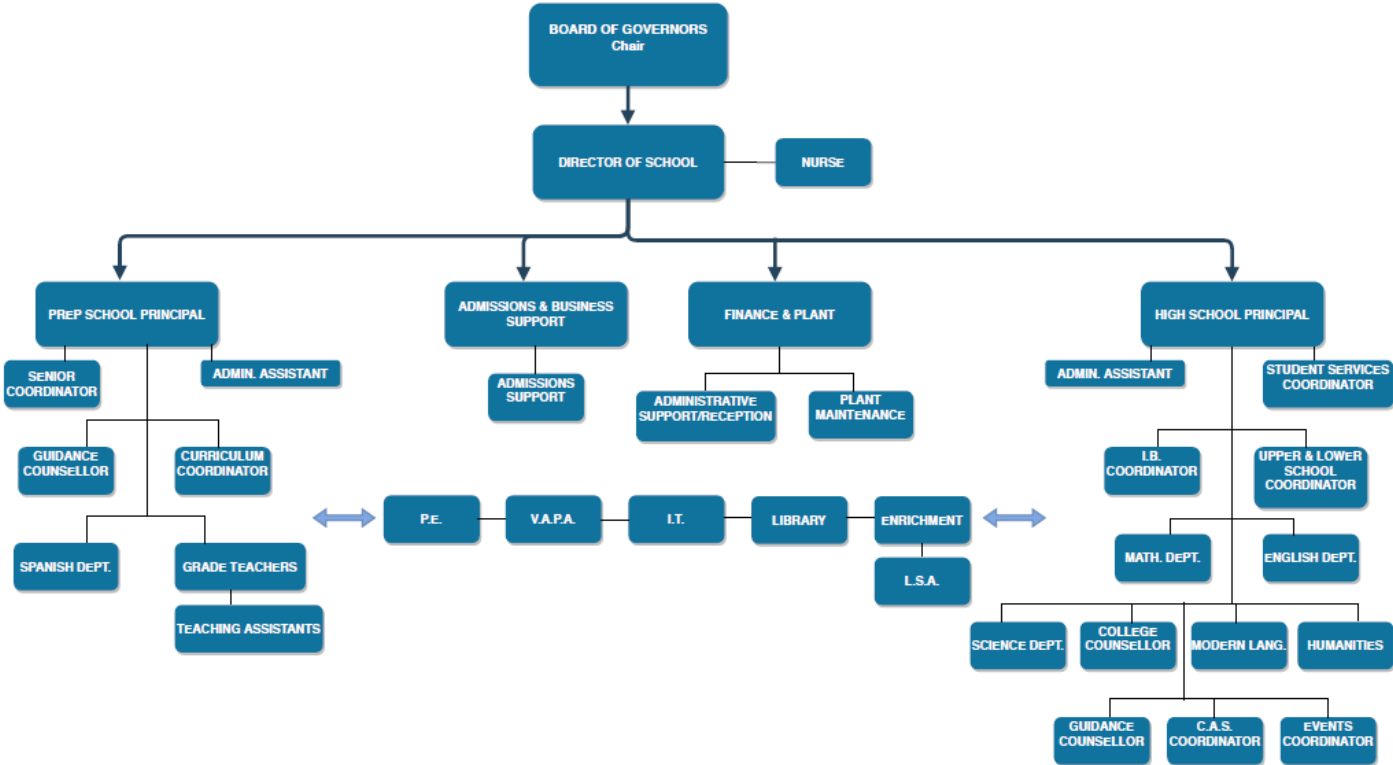 BOARD OF GOVERNORS
Chair
DIRECTOR OF SCHOOL
NURSE
PREP SCHOOL PRINCIPAL
ADMISSIONS & BUSINESS
SUPPORT
FINANCE & PLANT
HIGH SCHOOL PRINCIPAL
SENIOR
COORDINATOR
ADMIN. ASSISTANT
ADMISSIONS
SUPPORT
ADMINISTRATIVE
SUPPORT/RECEPTION
PLANT
MAINTENANCE
ADMIN. ASSISTANT
STUDENT SERVICES
COORDINATOR
GUIDANCE
COUNSELLOR
CURRICULUM
COORDINATOR
I.B.
COORDINATOR
UPPER & LOWER
SCHOOL
COORDINATOR
P.E.
V.A.P.A.
I.T.
LIBRARY
ENRICHMENT
SPANISH DEPT.
GRADE TEACHERS
L.S.A.
MATH. DEPT.
ENGLISH DEPT.
TEACHING ASSISTANTS
SCIENCE DEPT.
COLLEGE
COUNSELLOR
MODERN LANG.
HUMANITIES
GUIDANCE
COUNSELLOR
C.A.S.
COORDINATOR
EVENTS
COORDINATOR